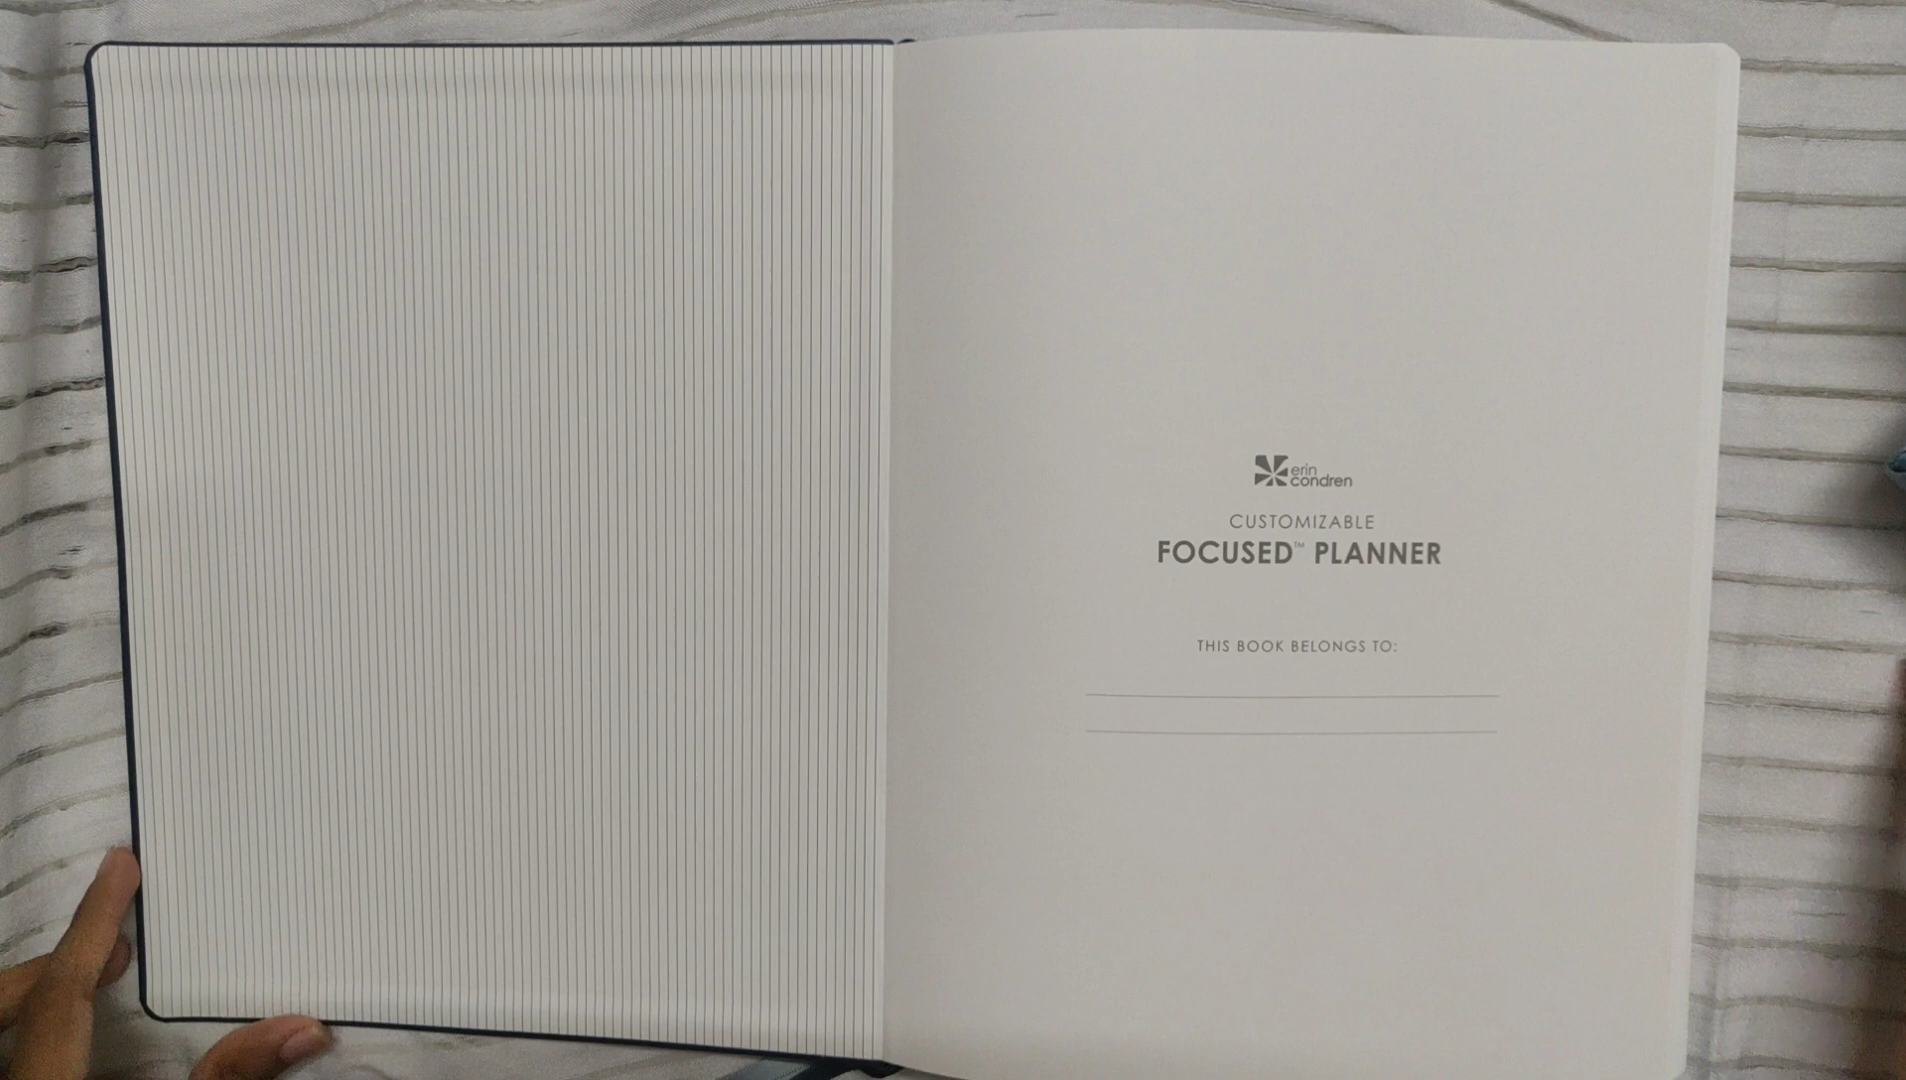 erin
condren
CUSTOMIZABLE
FOCUSED™ PLANNER
THIS BOOK BELONGS TO: